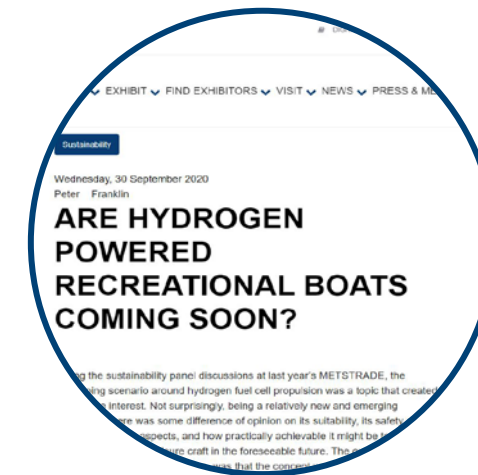 EXHIBIT FIND EXHIBITORS VISIT NEWS PRESS &
Sustainability
Wednesday, 30 September 2020
Peter Franklin
ARE HYDROGEN
POWERED
RECREATIONAL BOATS
COMING SOON?
the sustainability panel discussions at last year's METSTRADE, the
scenario around hydrogen fuel cell propulsion was a topic that created
interest. Not surprisingly, being a relatively new and emerging
was some difference of opinion on its suitability, its safety
aspects, and how practically achievable it might be
craft in the foreseeable future. The
was that the concept